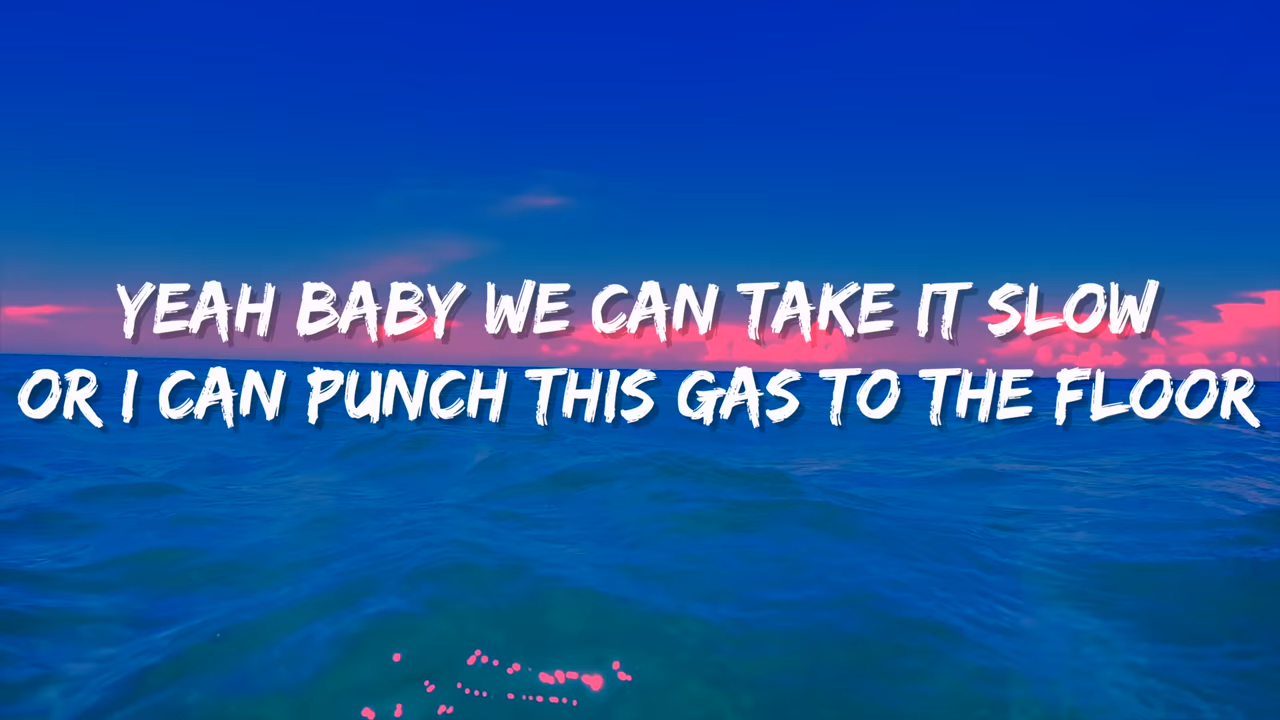 YEAH BABY WE CAN TAKE IT SLOW
OR I CAN PUNCH THIS GAS TO THE FLOOR